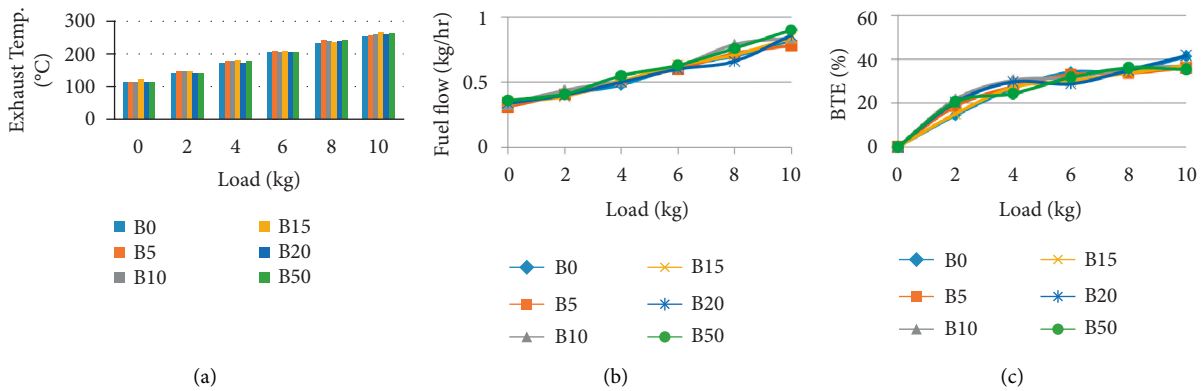 Exhaust Temp.
(°C)
300
200
100
0
0 2 4 6 8 10
Load (kg)
B0 B15
B5 B20
B10 B50
(a)
Fuel flow (kg/hr)
1
0.5
0
0 2 4 6 8 10
Load (kg)
B0 B15
B5 B20
B10 B50
(b)
BTE (%)
60
40
20
0
0 2 4 6 8 10
Load (kg)
B0 B15
B5 B20
B10 B50
(c)